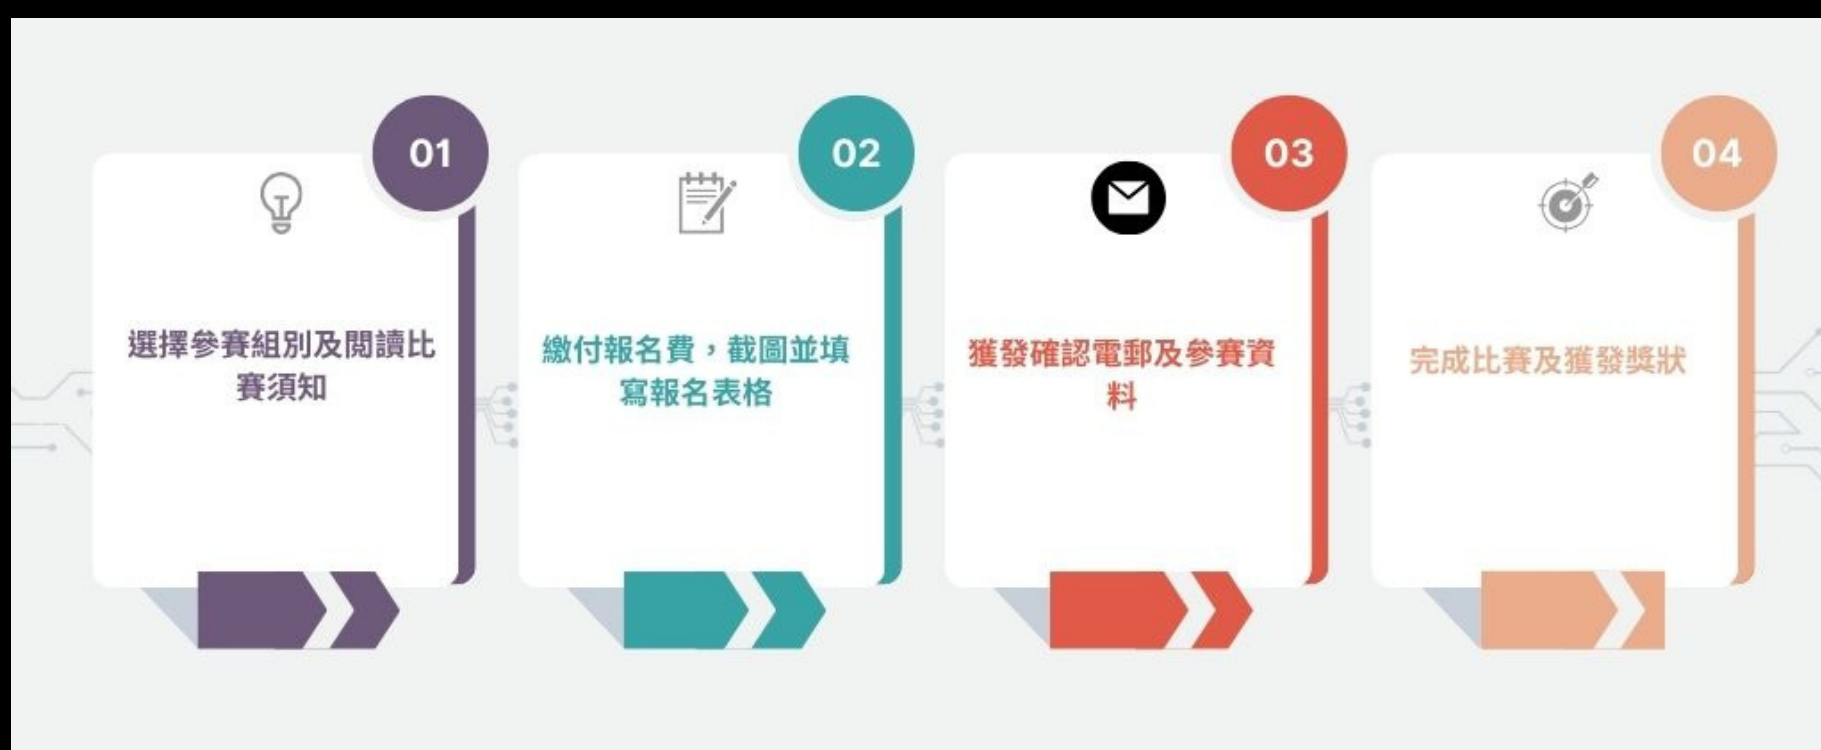 01
選擇參賽組別及閱讀比
賽須知
02
繳付報名費，截圖並填
寫報名表格
03
獲發確認電郵及參賽資
料
04
完成比賽及獲發獎狀